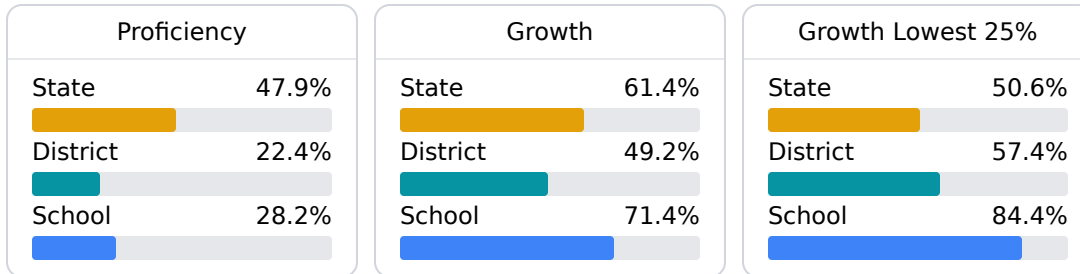 Proficiency
State 47.9%
District 22.4%
School 28.2%
Growth
State 61.4%
District 49.2%
School 71.4%
Growth Lowest 25%
State 50.6%
District 57.4%
School 84.4%